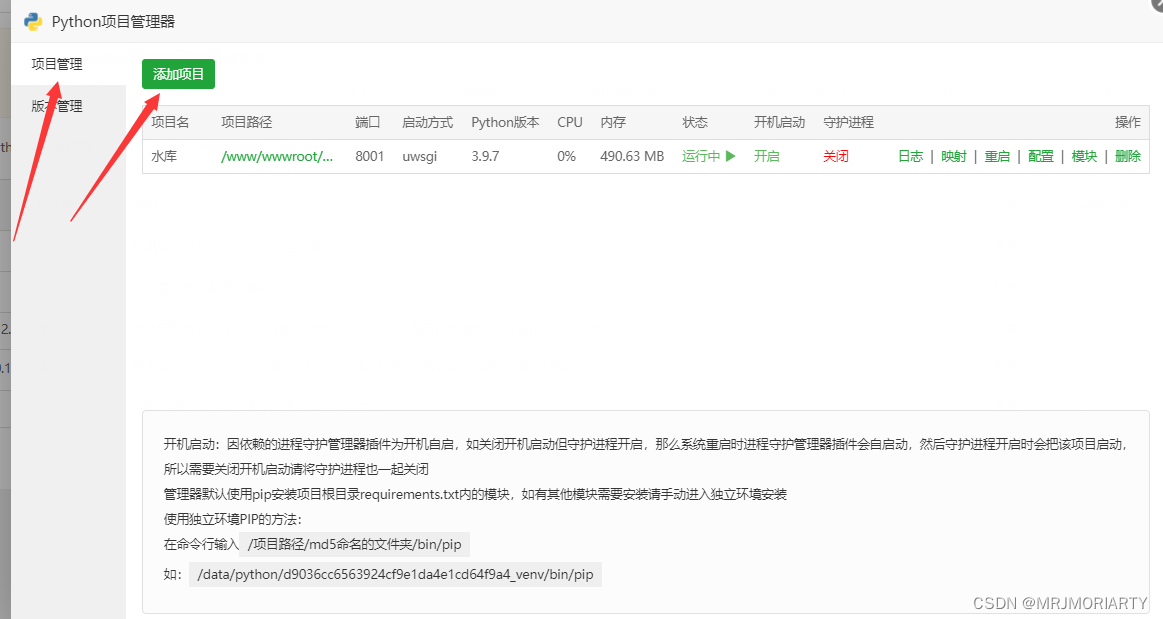 Python项目管理器
项目管理
添加项目
版本管理
项目名 项目路径 端口 启动方式 Python版本 CPU 内存 状态 开机启动 守护进程 操作
水库 /www/wwwroot/... 8001 uwsgi 3.9.7 0% 490.63 MB 运行中 开启 关闭 日志 | 映射 | 重启 | 配置 | 模块 | 删除
th
2.
.1
开机启动：因依赖的进程守护管理器插件为开机自启，如关闭开机启动但守护进程开启，那么系统重启时进程守护管理器插件会自启动，然后守护进程开启时会把该项目启动，
所以需要关闭开机启动请将守护进程也一起关闭
管理器默认使用pip安装项目根目录requirements.txt内的模块，如有其他模块需要安装请手动进入独立环境安装
使用独立环境PIP的方法：
在命令行输入 /项目路径/md5命名的文件夹/bin/pip
如： /data/python/d9036cc6563924cf9e1da4e1cd64f9a4_venv/bin/pip
CSDN @MRJMORIARTY